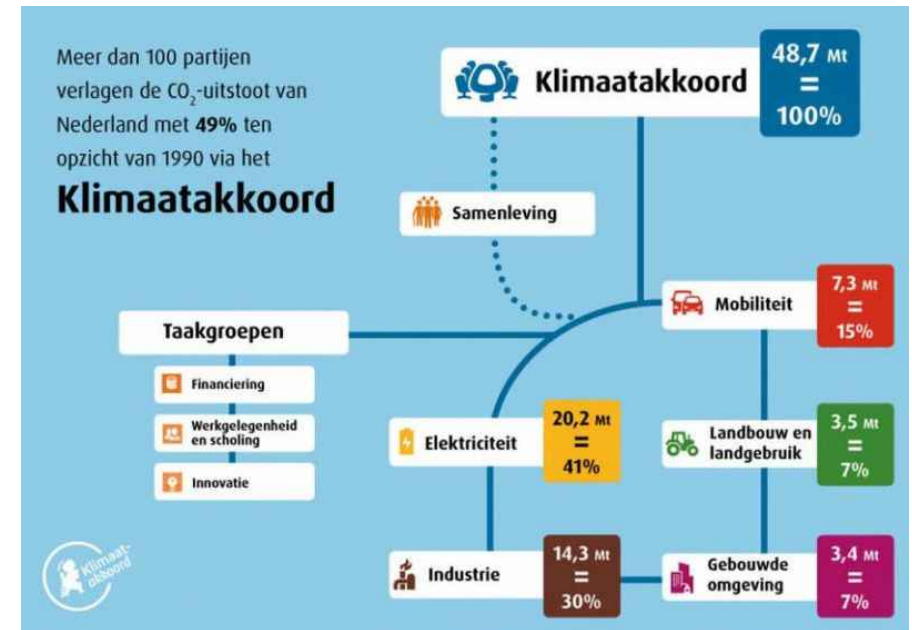 Meer dan 100 partijen
verlagen de CO₂-uitstoot van
Nederland met 49% ten
opzicht van 1990 via het
Klimaatakkoord
Klimaatakkoord
48,7 Mt
=
100%
Samenleving
Mobiliteit
7,3 Mt
=
15%
Taakgroepen
Financiering
Werkgelegenheid
en scholing
Innovatie
Elektriciteit
20,2 Mt
=
41%
Landbouw en
landgebruik
3,5 Mt
=
7%
Industrie
14,3 Mt
=
30%
Gebouwde
omgeving
3,4 Mt
=
7%
Klimaat-
akkoord